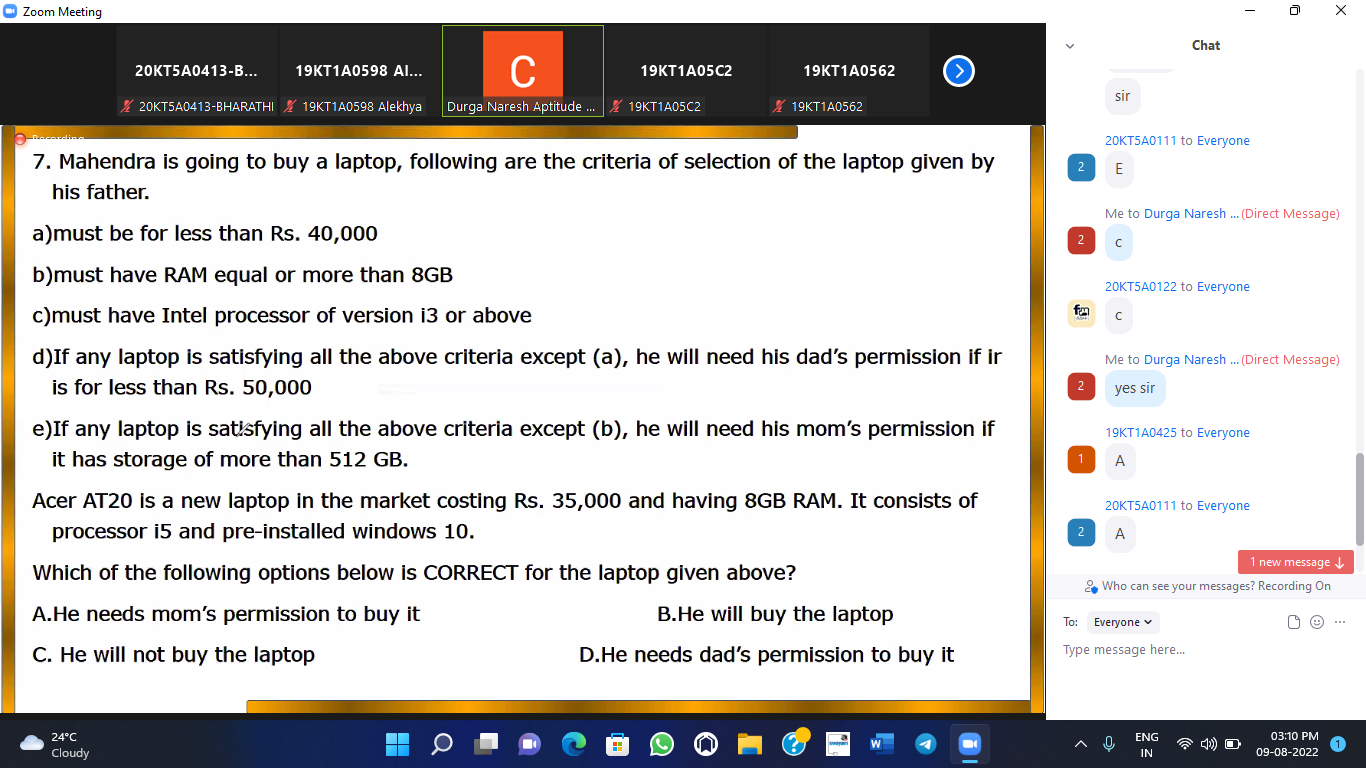 Zoom Meeting
20KT5A0413-B...
19KT1A0598 Al...
C
19KT1A05C2
19KT1A0562
20KT5A0413-BHARATHI
19KT1A0598 Alekhya
Durga Naresh Aptitude ...
19KT1A05C2
19KT1A0562
Recording
7. Mahendra is going to buy a laptop, following are the criteria of selection of the laptop given by
his father.
a)must be for less than Rs. 40,000
b)must have RAM equal or more than 8GB
c)must have Intel processor of version i3 or above
d)If any laptop is satisfying all the above criteria except (a), he will need his dad’s permission if ir
is for less than Rs. 50,000
e)If any laptop is satisfying all the above criteria except (b), he will need his mom’s permission if
it has storage of more than 512 GB.
Acer AT20 is a new laptop in the market costing Rs. 35,000 and having 8GB RAM. It consists of
processor i5 and pre-installed windows 10.
Which of the following options below is CORRECT for the laptop given above?
A.He needs mom’s permission to buy it B.He will buy the laptop
C. He will not buy the laptop D.He needs dad’s permission to buy it
Chat
sir
20KT5A0111 to Everyone
2 E
Me to Durga Naresh ... (Direct Message)
2 c
20KT5A0122 to Everyone
c
Me to Durga Naresh ... (Direct Message)
2 yes sir
19KT1A0425 to Everyone
1 A
20KT5A0111 to Everyone
2 A
1 new message
Who can see your messages? Recording On
To: Everyone
Type message here...
24°C
Cloudy
ENG
IN
03:10 PM
09-08-2022
1